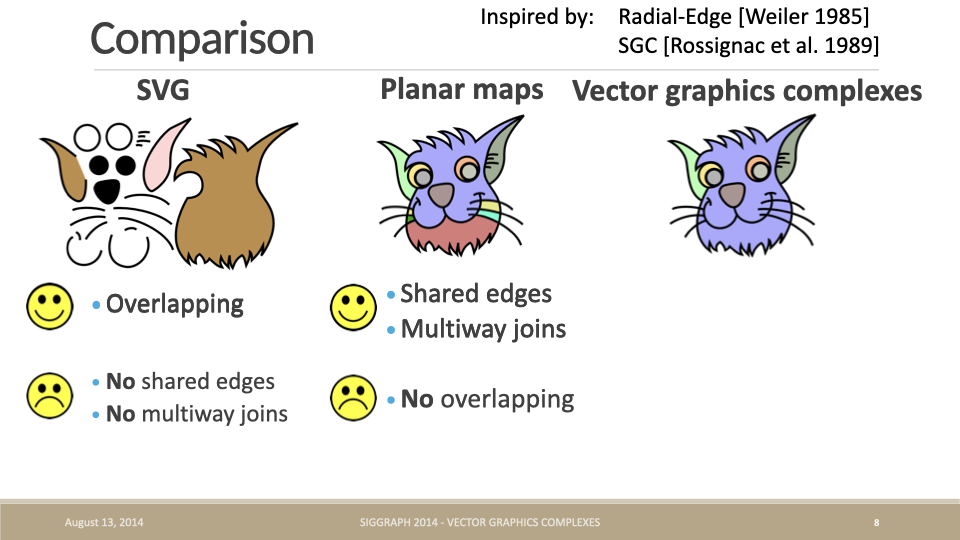 Comparison
Inspired by: Radial-Edge [Weiler 1985]
SGC [Rossignac et al. 1989]
SVG
Planar maps
Vector graphics complexes
• Overlapping
• No shared edges
• No multiway joins
• Shared edges
• Multiway joins
• No overlapping
August 13, 2014
SIGGRAPH 2014 - VECTOR GRAPHICS COMPLEXES
8